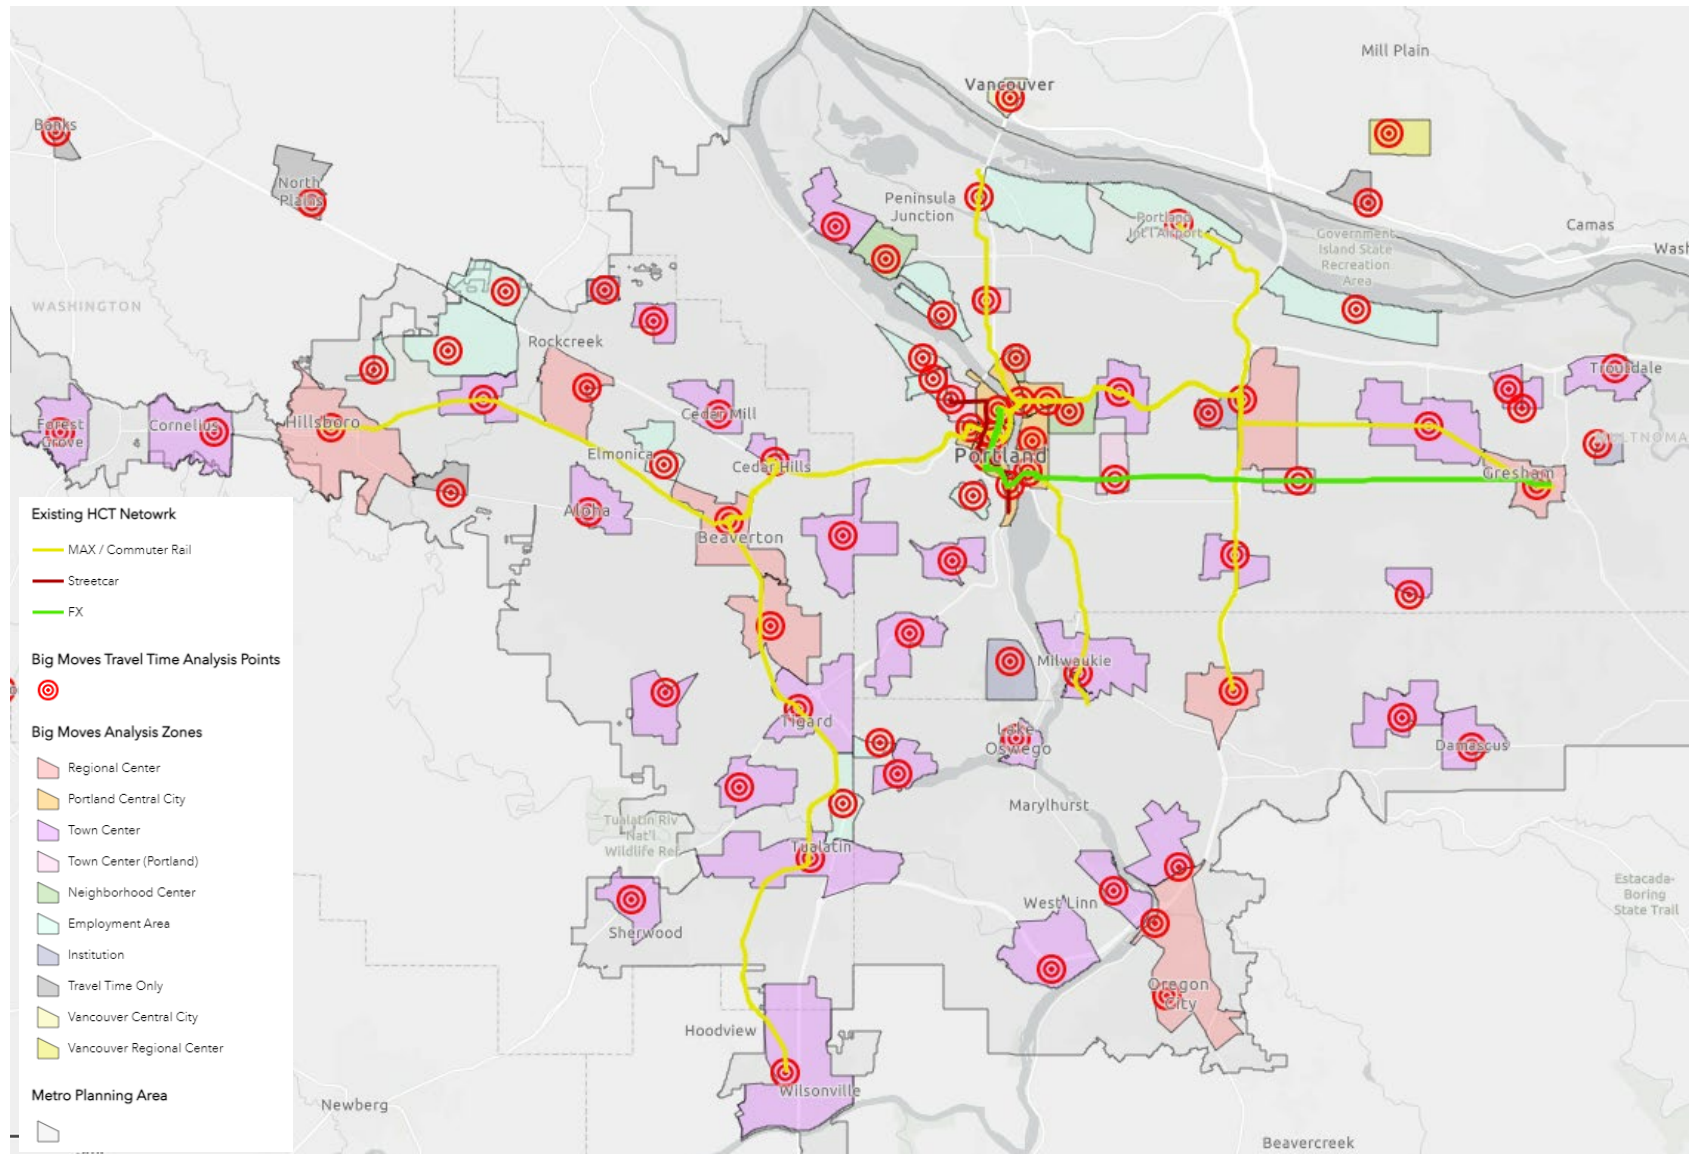 Mill Plain
Vancouver
Banks
North
Plains
Peninsula
Junction
Portland
Int'l Airport
Camas
Government
Island State
Recreation
Area
WASHINGTON
Rockcreek
Troutdale
Cedar Mill
Forest
Grove
Cornelius
4
Hillsboro
Elmonica
Cedar Hills
Portland
Gresham
Aloha
Beaverton
Milwaukie
Tigard
Lake
Oswego
Damascus
Marylhurst
Tualatin Riv
Nat'l
Wildlife Ref
Tualatin
West Linn
Estacada-
Boring
State Trail
Sherwood
Oregon
City
Hoodview
Wilsonville
Newberg
Beavercreek
Existing HCT Netowrk
MAX / Commuter Rail
Streetcar
FX
Big Moves Travel Time Analysis Points
Big Moves Analysis Zones
Regional Center
Portland Central City
Town Center
Town Center (Portland)
Neighborhood Center
Employment Area
Institution
Travel Time Only
Vancouver Central City
Vancouver Regional Center
Metro Planning Area